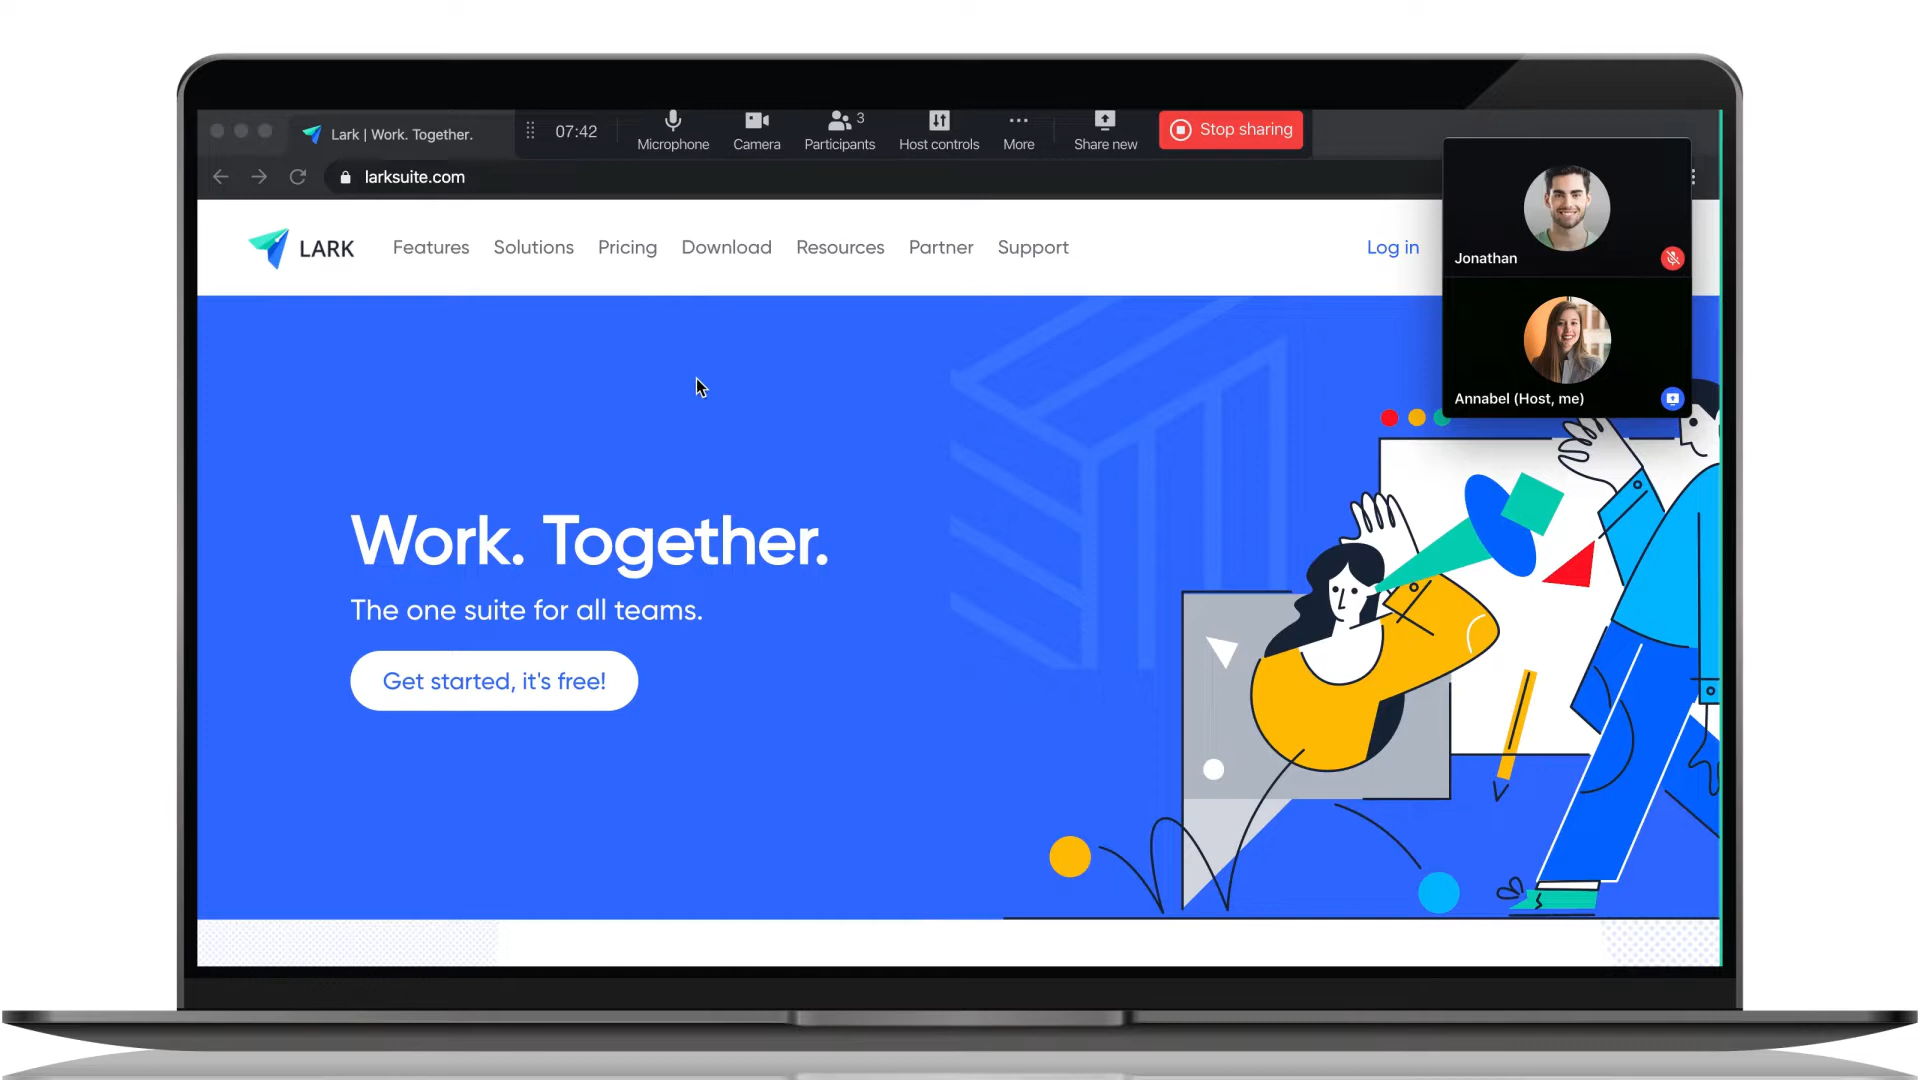 Lark | Work. Together.
07:42
Microphone
Camera
3
Participants
Host controls
More
Share new
Stop sharing
larksuite.com
LARK
Features
Solutions
Pricing
Download
Resources
Partner
Support
Log in
Jonathan
Annabel (Host, me)
Work. Together.
The one suite for all teams.
Get started, it's free!